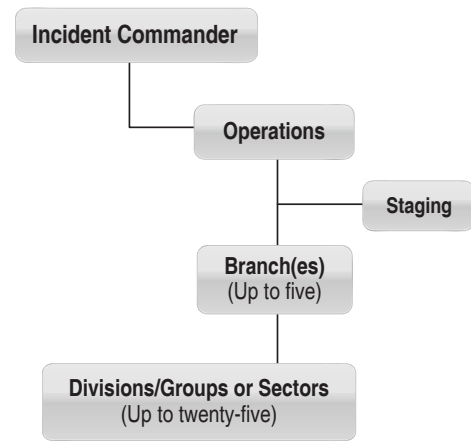 Incident Commander
Operations
Staging
Branch(es)
(Up to five)
Divisions/Groups or Sectors
(Up to twenty-five)